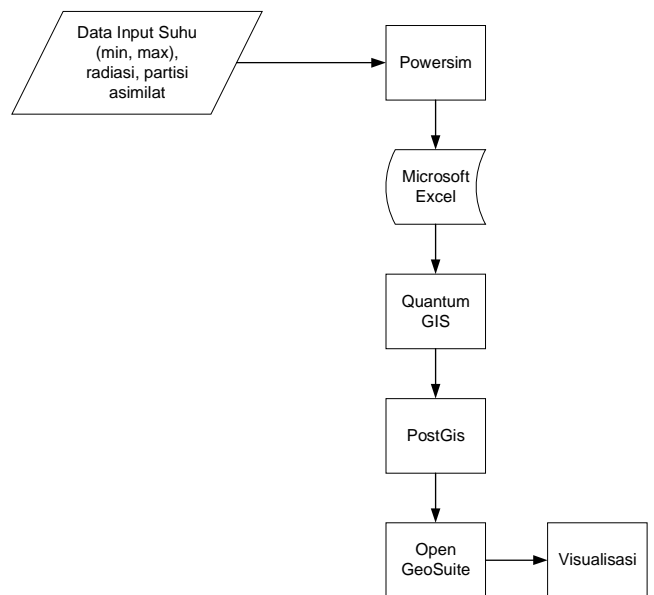 Data Input Suhu
(min, max),
radiasi, partisi
asimilat
Powersim
Microsoft
Excel
Quantum
GIS
PostGis
Open
GeoSuite
Visualisasi